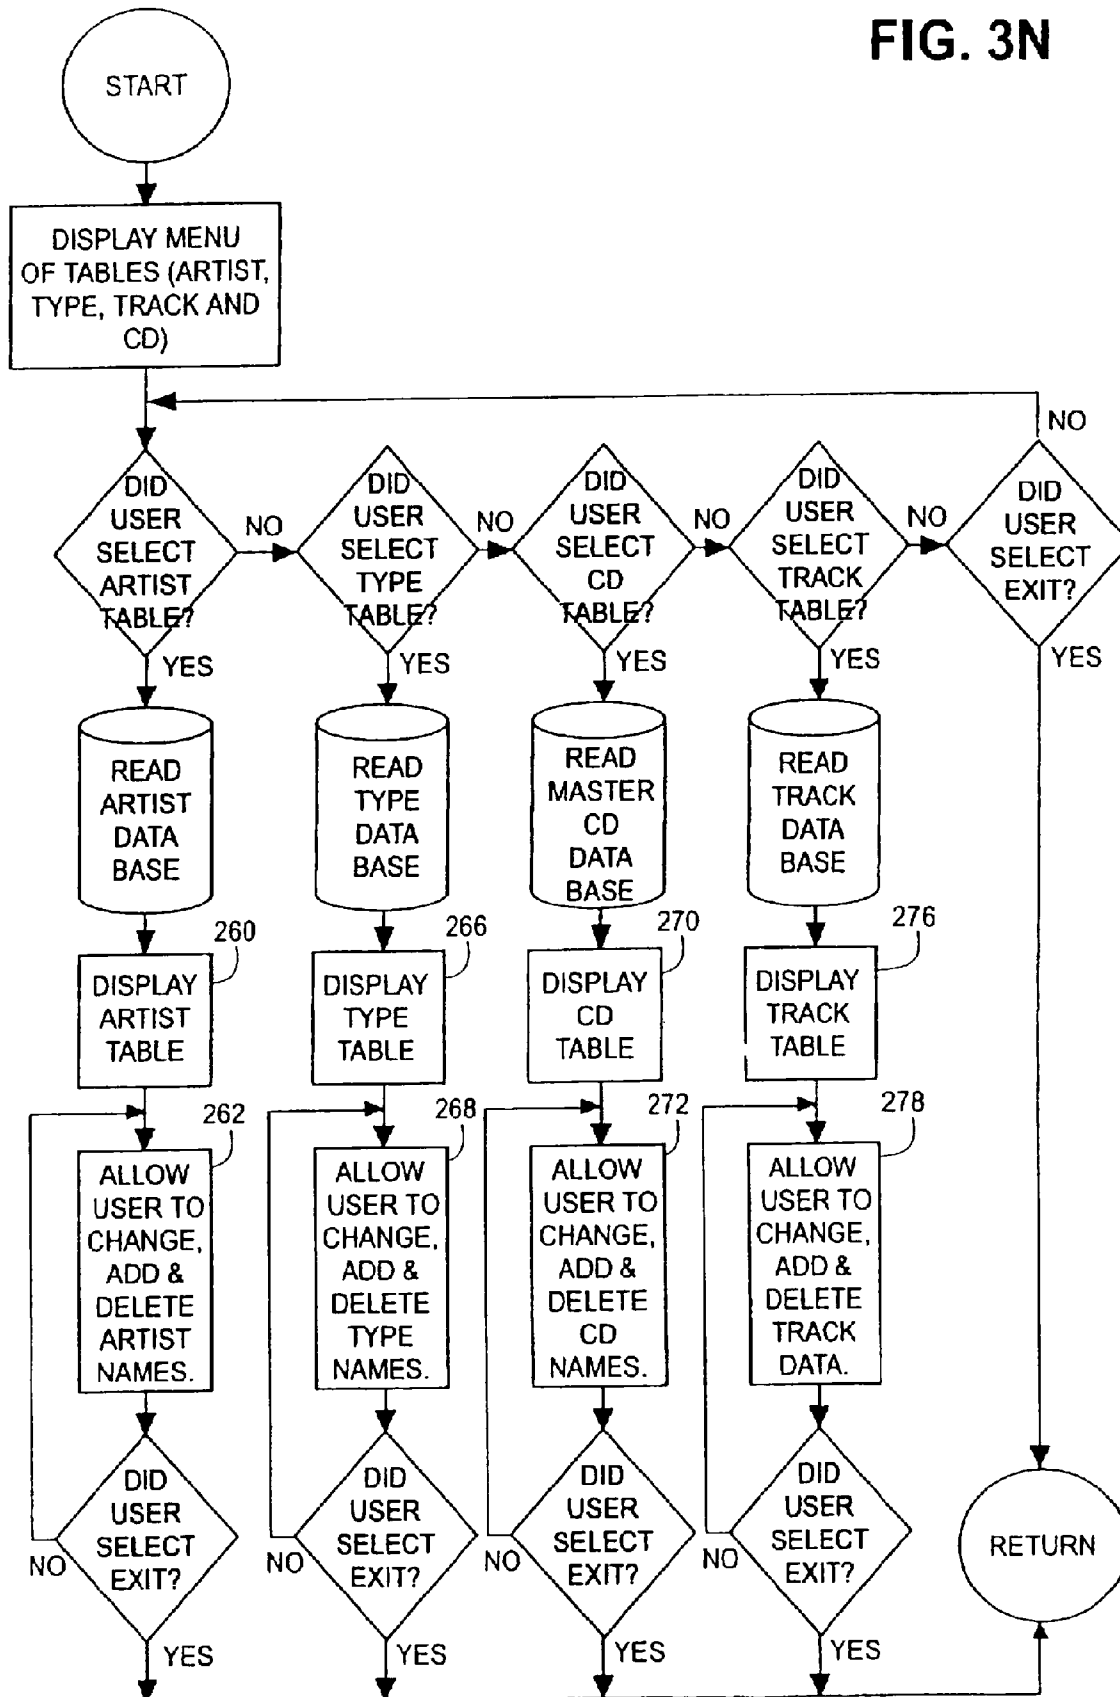 FIG. 3N
START
DISPLAY MENU
OF TABLES (ARTIST,
TYPE, TRACK AND
CD)
DID
USER
SELECT
ARTIST
TABLE?
NO
YES
DID
USER
SELECT
TYPE
TABLE?
NO
YES
DID
USER
SELECT
CD
TABLE?
NO
YES
DID
USER
SELECT
TRACK
TABLE?
NO
YES
DID
USER
SELECT
EXIT?
NO
YES
READ
ARTIST
DATA
BASE
READ
TYPE
DATA
BASE
READ
MASTER
CD
DATA
BASE
READ
TRACK
DATA
BASE
260
DISPLAY
ARTIST
TABLE
266
DISPLAY
TYPE
TABLE
270
DISPLAY
CD
TABLE
276
DISPLAY
TRACK
TABLE
262
ALLOW
USER TO
CHANGE,
ADD &
DELETE
ARTIST
NAMES.
268
ALLOW
USER TO
CHANGE,
ADD &
DELETE
TYPE
NAMES.
272
ALLOW
USER TO
CHANGE,
ADD &
DELETE
CD
NAMES.
278
ALLOW
USER TO
CHANGE,
ADD &
DELETE
TRACK
DATA.
DID
USER
SELECT
EXIT?
NO
YES
DID
USER
SELECT
EXIT?
NO
YES
DID
USER
SELECT
EXIT?
NO
YES
DID
USER
SELECT
EXIT?
NO
YES
RETURN